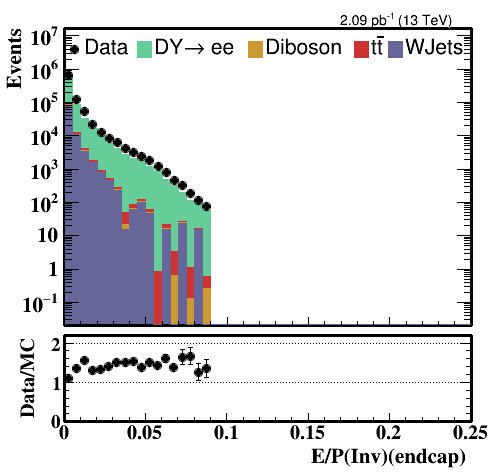 2.09 pb⁻¹ (13 TeV)
Data DY→ ee Diboson tt̄ WJets
Events
10⁷
10⁶
10⁵
10⁴
10³
10²
10
1
10⁻¹
Data/MC
2
1
0
0 0.05 0.1 0.15 0.2 0.25
E/P(Inv)(endcap)